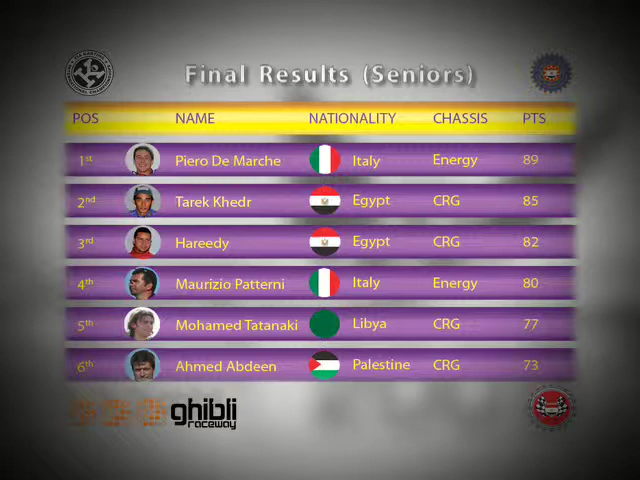 Final Results (Seniors)
POS NAME NATIONALITY CHASSIS PTS
1st Piero De Marche Italy Energy 89
2nd Tarek Khedr Egypt CRG 85
3rd Hareedy Egypt CRG 82
4th Maurizio Patterni Italy Energy 80
5th Mohamed Tatanaki Libya CRG 77
6th Ahmed Abdeen Palestine CRG 73
ghibli
raceway